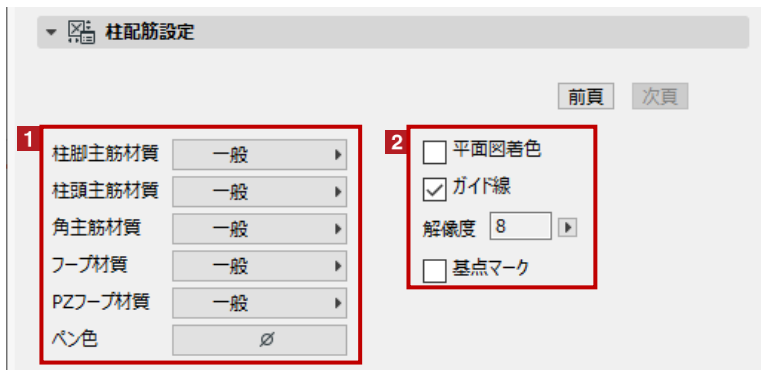 柱配筋設定
前頁 次頁
1
柱脚主筋材質 一般
柱頭主筋材質 一般
角主筋材質 一般
フープ材質 一般
PZフープ材質 一般
ペン色 ∅
2
平面図着色
ガイド線
解像度 8
基点マーク